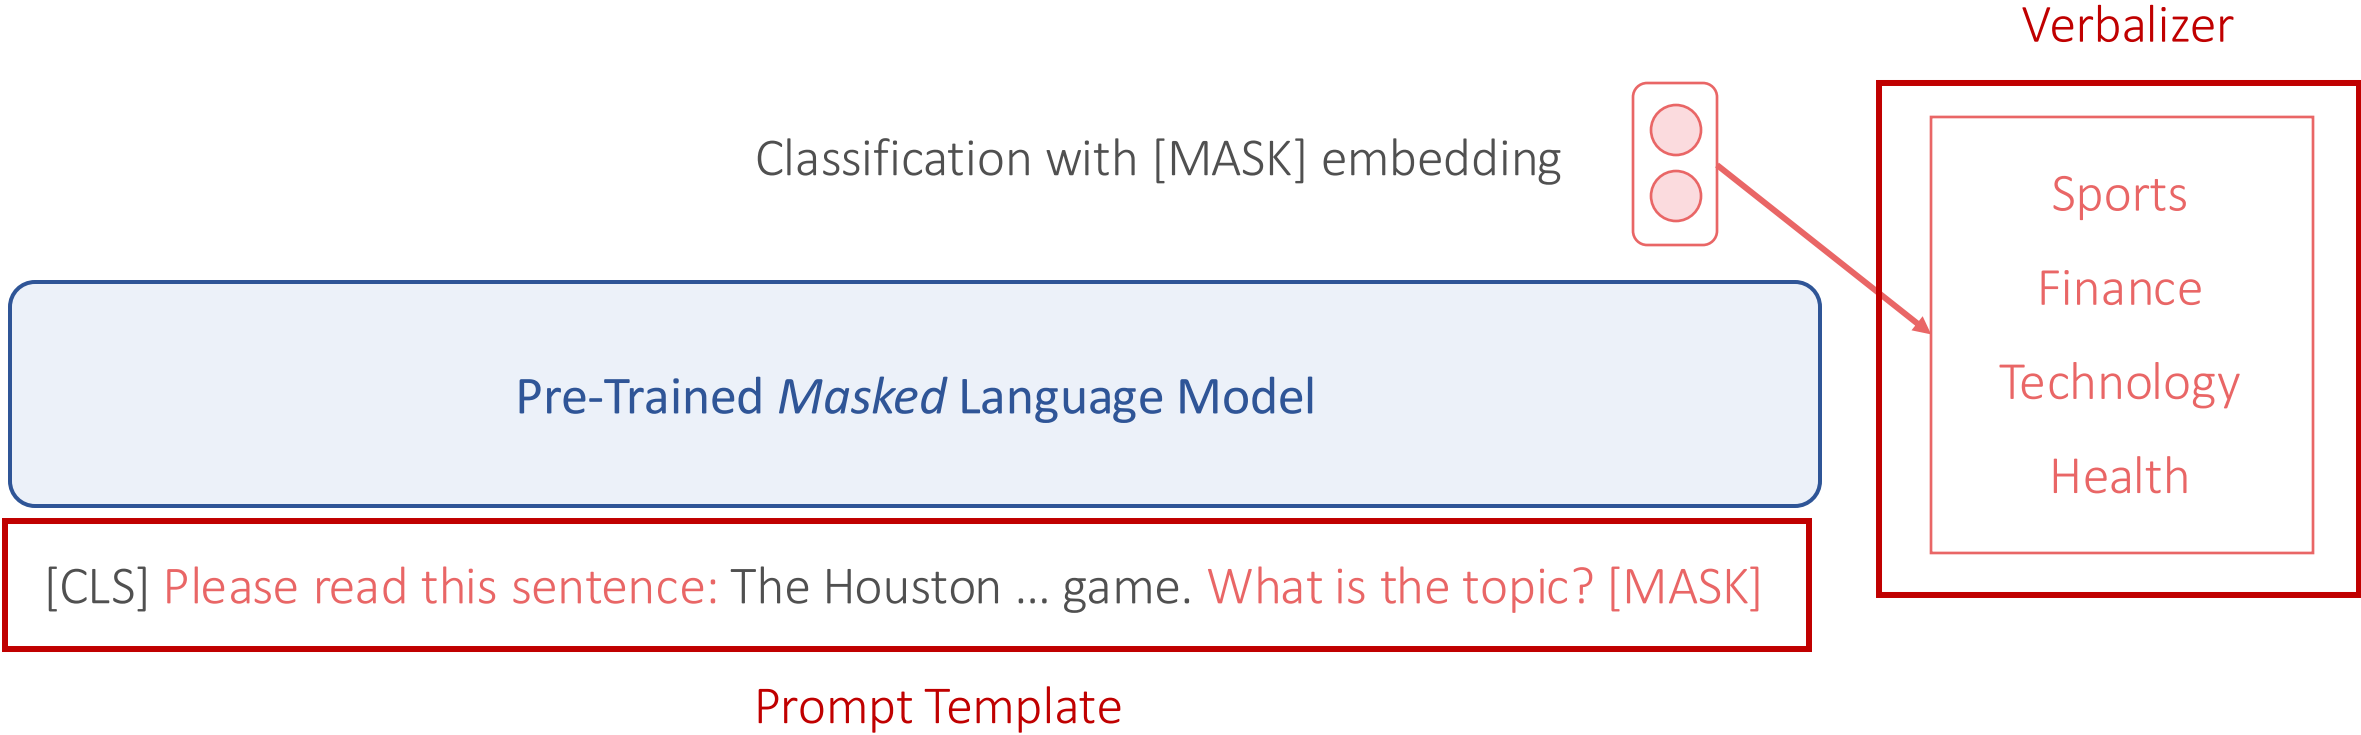 Verbalizer
Classification with [MASK] embedding
Sports
Finance
Technology
Health
Pre-Trained Masked Language Model
[CLS] Please read this sentence: The Houston ... game. What is the topic? [MASK]
Prompt Template